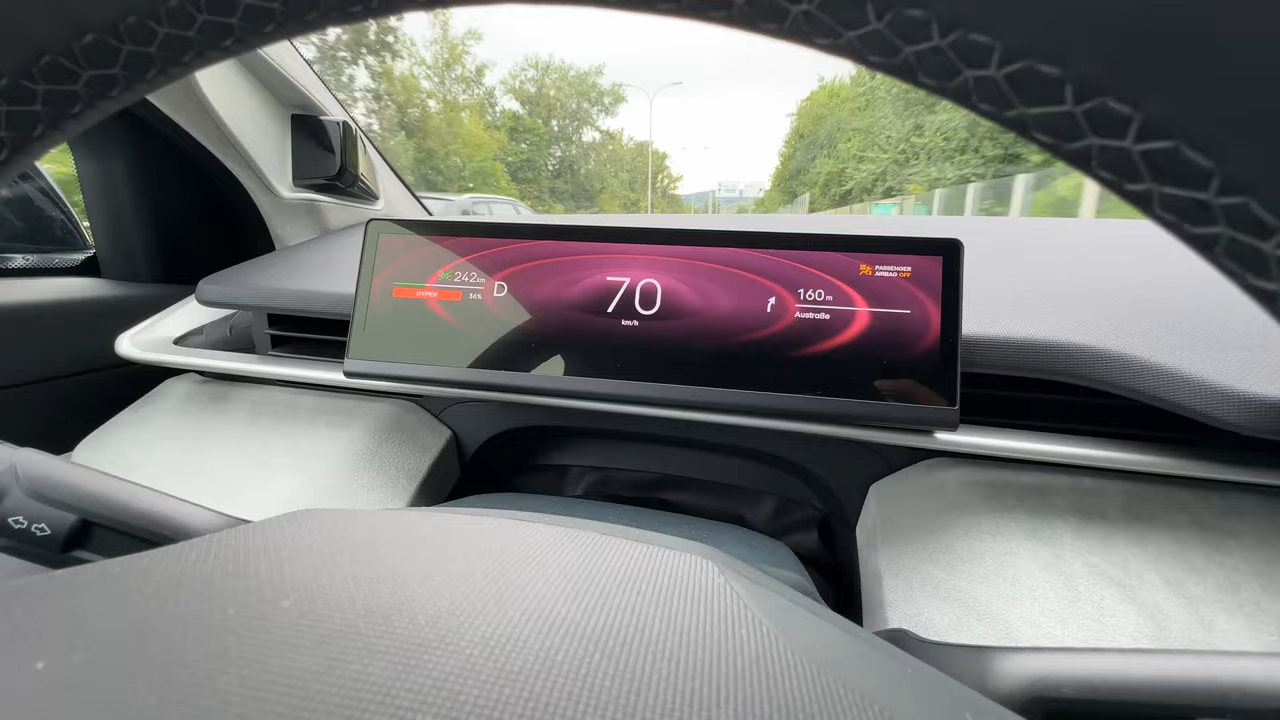 242km
HYPER
36%
D
70
km/h
160m
Austraße
PASSENGER
AIRBAG OFF